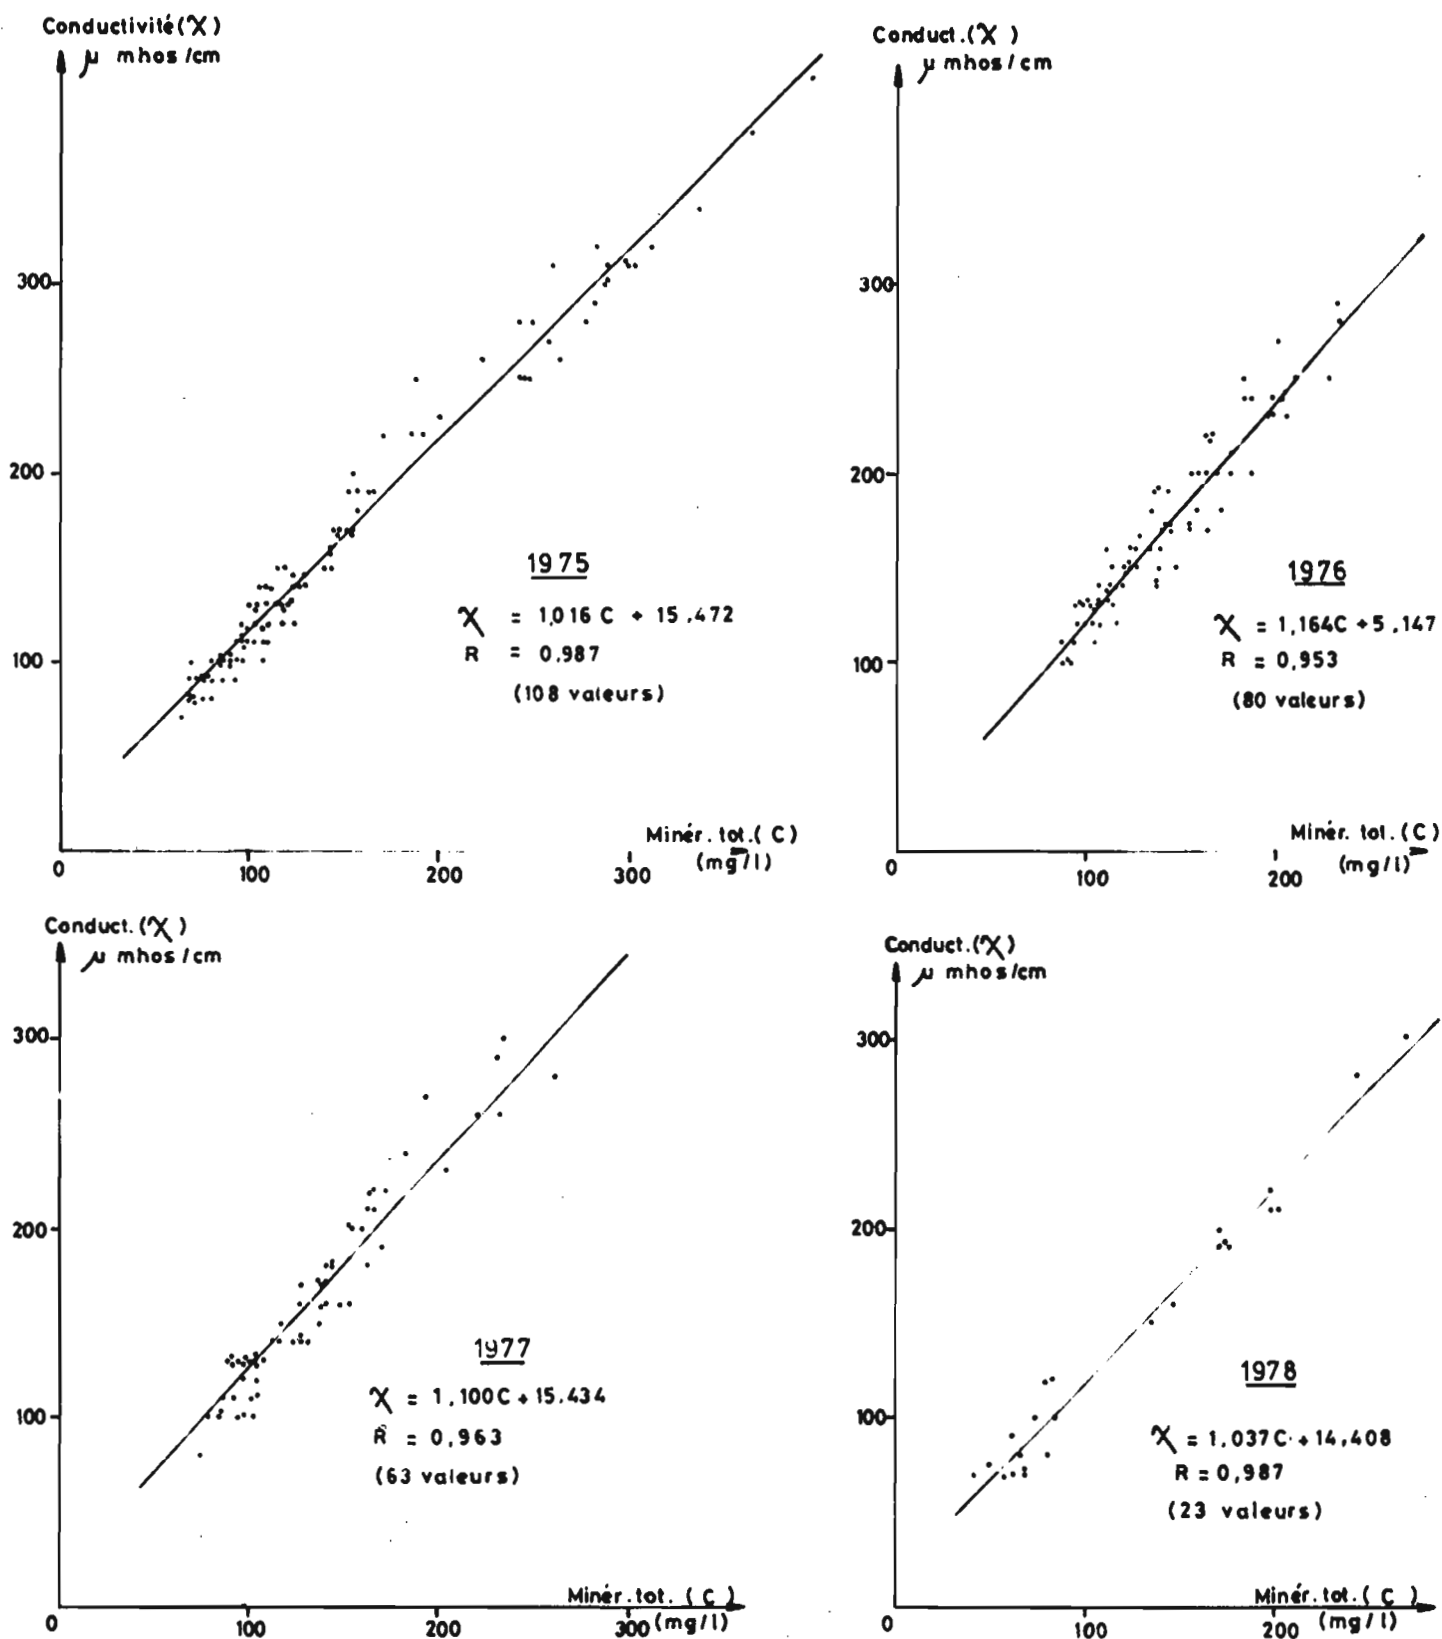 Conductivité (χ)
μ mhos /cm
300
200
100
0
100
200
300
Minér. tot. ( C )
(mg/l)
1975
χ = 1,016 C + 15,472
R = 0,987
(108 valeurs)
Conduct. (χ)
μ mhos / cm
300
200
100
0
100
200
Minér. tot. (C)
(mg/l)
1976
χ = 1,164C + 5,147
R = 0,953
(80 valeurs)
Conduct. (χ)
μ mhos /cm
300
200
100
0
100
200
300
Minér. tot. ( C )
(mg/l)
1977
χ = 1,100C + 15,434
R = 0,963
(63 valeurs)
Conduct. (χ)
μ mhos/cm
300
200
100
0
100
200
Minér. tot. ( C )
(mg/l)
1978
χ = 1,037C + 14,408
R = 0,987
(23 valeurs)